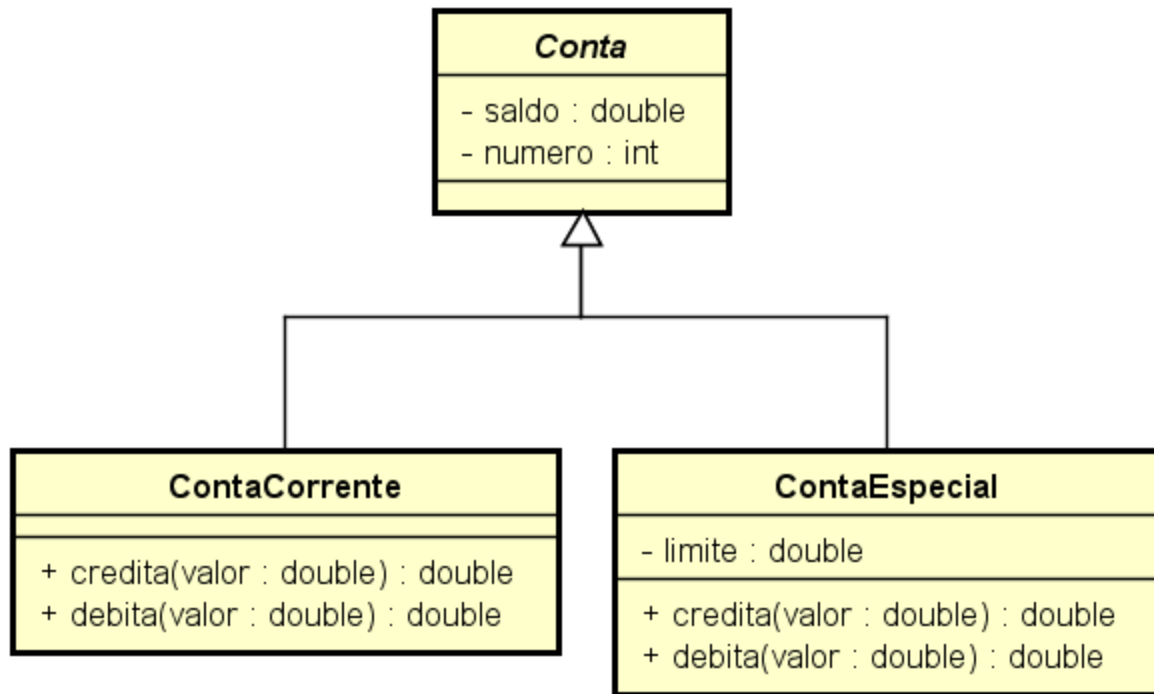 Conta
- saldo : double
- numero : int
ContaCorrente
+ credita(valor : double) : double
+ debita(valor : double) : double
ContaEspecial
- limite : double
+ credita(valor : double) : double
+ debita(valor : double) : double